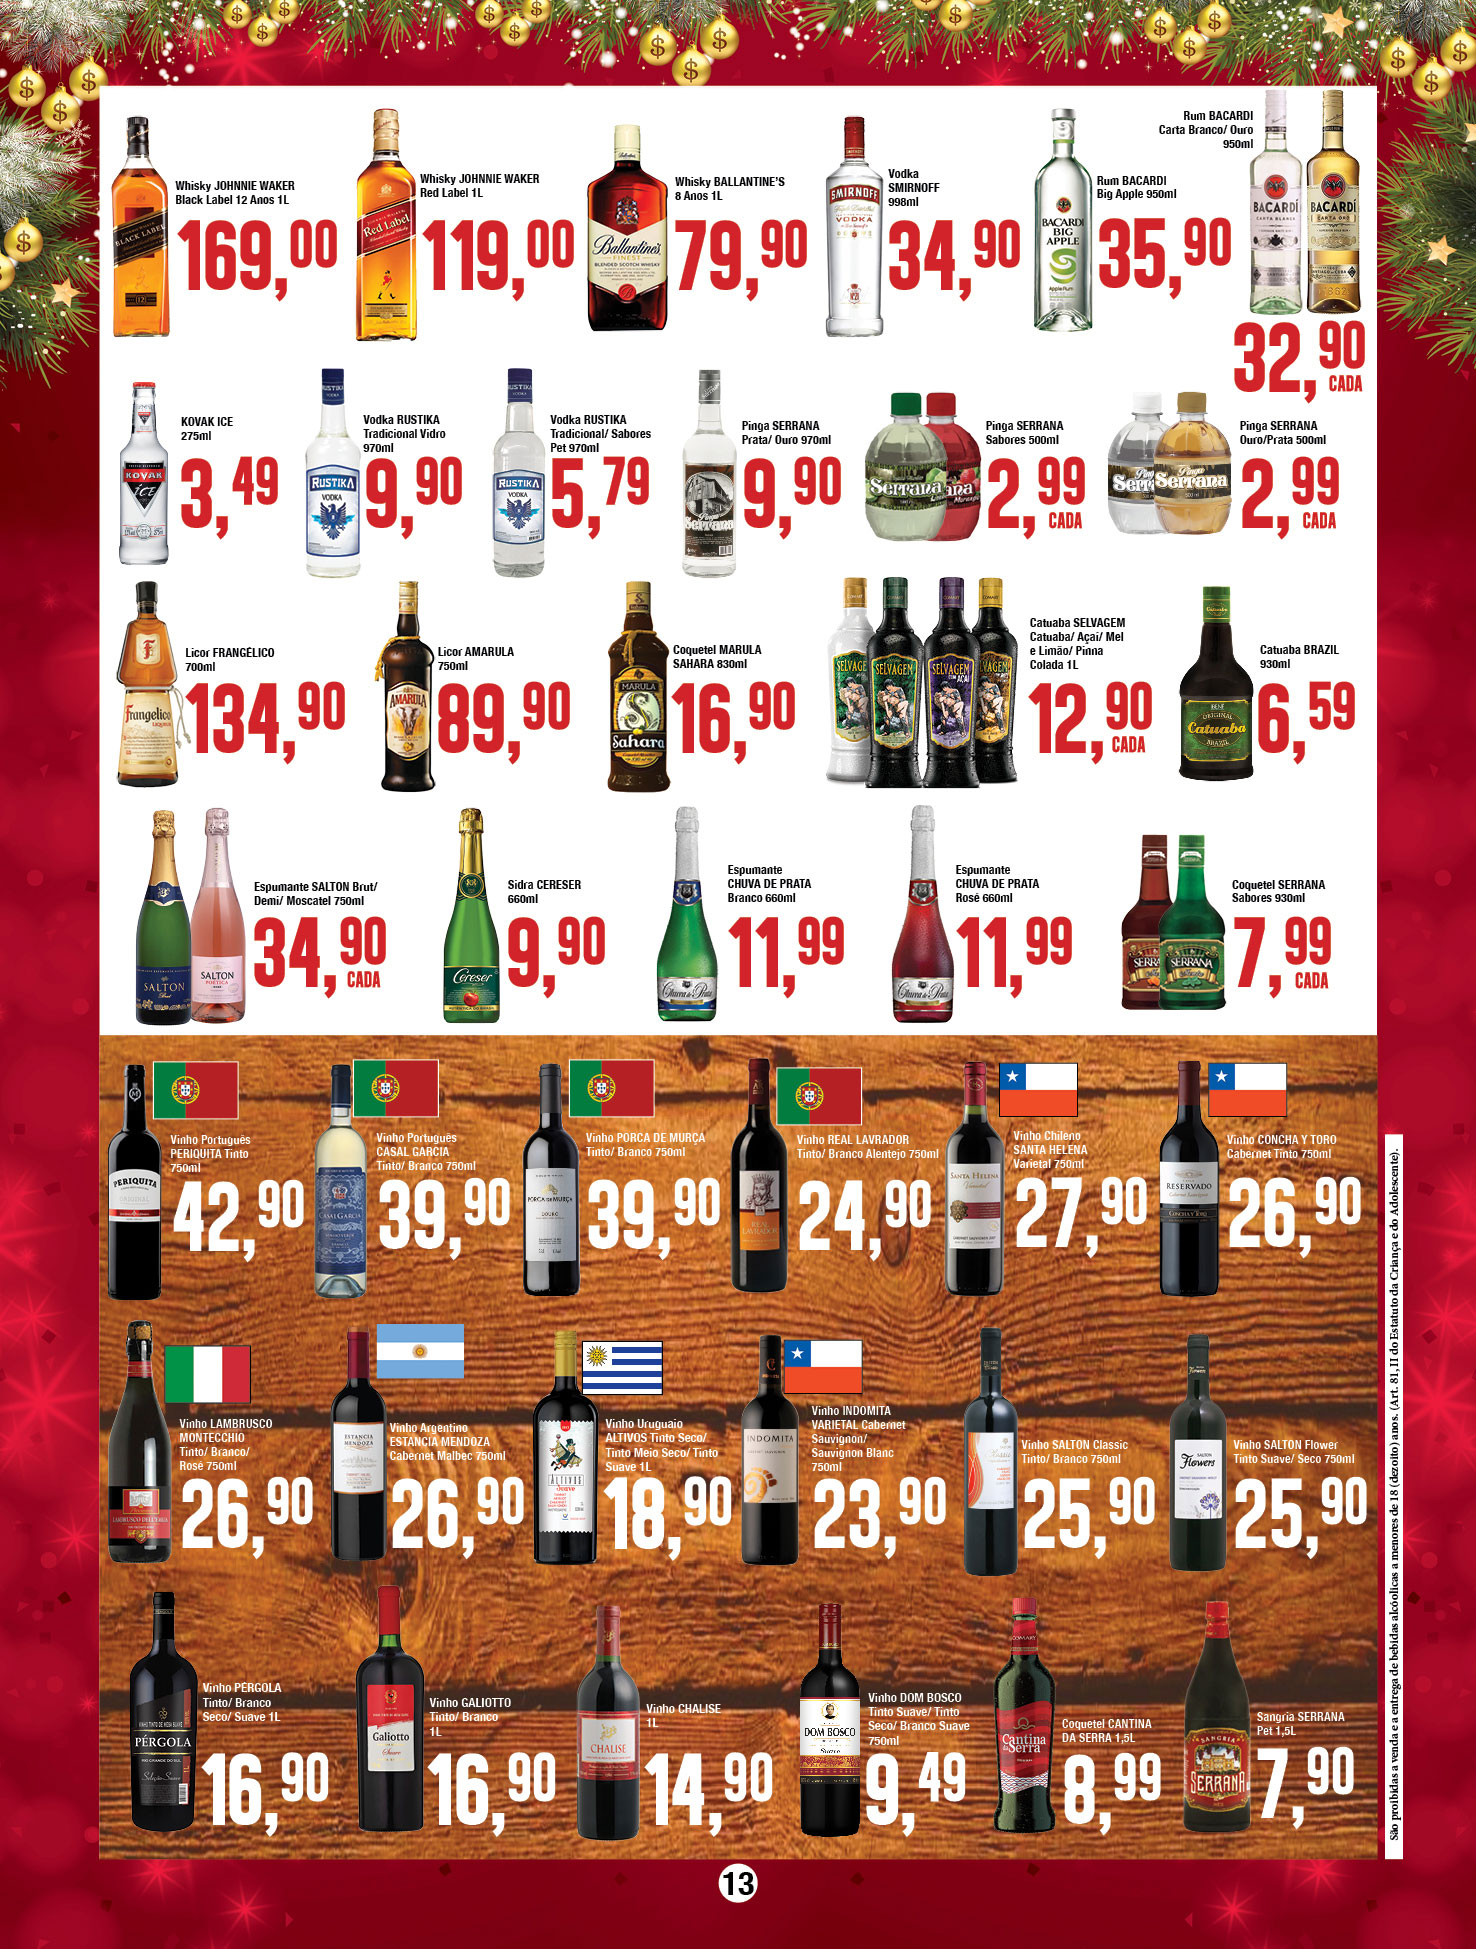 Whisky JOHNNIE WAKER
Black Label 12 Anos 1L
169,00
Whisky JOHNNIE WAKER
Red Label 1L
119,00
Whisky BALLANTINE'S
8 Anos 1L
79,90
Vodka
SMIRNOFF
998ml
34,90
Rum BACARDI
Big Apple 950ml
35,90
Rum BACARDI
Carta Branco/ Ouro
950ml
32,90
CADA
KOVAK ICE
275ml
3,49
Vodka RUSTIKA
Tradicional Vidro
970ml
9,90
Vodka RUSTIKA
Tradicional/ Sabores
Pet 970ml
5,79
Pinga SERRANA
Prata/ Ouro 970ml
9,90
Pinga SERRANA
Sabores 500ml
2,99
CADA
Pinga SERRANA
Ouro/Prata 500ml
2,99
CADA
Licor FRANGÉLICO
700ml
134,90
Licor AMARULA
750ml
89,90
Coquetel MARULA
SAHARA 830ml
16,90
Catuaba SELVAGEM
Catuaba/ Açaí/ Mel
e Limão/ Pinna
Colada 1L
12,90
CADA
Catuaba BRAZIL
930ml
6,59
Espumante SALTON Brut/
Demi/ Moscatel 750ml
34,90
CADA
Sidra CERESER
660ml
9,90
Espumante
CHUVA DE PRATA
Branco 660ml
11,99
Espumante
CHUVA DE PRATA
Rosé 660ml
11,99
Coquetel SERRANA
Sabores 930ml
7,99
CADA
Vinho Português
PERIQUITA Tinto
750ml
42,90
Vinho Português
CASAL GARCIA
Tinto/ Branco 750ml
39,90
Vinho PORCA DE MURÇA
Tinto/ Branco 750ml
39,90
Vinho REAL LAVRADOR
Tinto/ Branco Alentejo 750ml
24,90
Vinho Chileno
SANTA HELENA
Varietal 750ml
27,90
Vinho CONCHA Y TORO
Cabernet Tinto 750ml
26,90
Vinho LAMBRUSCO
MONTECCHIO
Tinto/ Branco/
Rosé 750ml
26,90
Vinho Argentino
ESTANCIA MENDOZA
Cabernet Malbec 750ml
26,90
Vinho Uruguaio
ALTIVOS Tinto Seco/
Tinto Meio Seco/ Tinto
Suave 1L
18,90
Vinho INDOMITA
VARIETAL Cabernet
Sauvignon/
Sauvignon Blanc
750ml
23,90
Vinho SALTON Classic
Tinto/ Branco 750ml
25,90
Vinho SALTON Flower
Tinto Suave/ Seco 750ml
25,90
Vinho PÉRGOLA
Tinto/ Branco
Seco/ Suave 1L
16,90
Vinho GALIOTTO
Tinto/ Branco
1L
16,90
Vinho CHALISE
1L
14,90
Vinho DOM BOSCO
Tinto Suave/ Tinto
Seco/ Branco Suave
750ml
9,49
Coquetel CANTINA
DA SERRA 1,5L
8,99
Sangria SERRANA
Pet 1,5L
7,90
São proibidas a venda e a entrega de bebidas alcóolicas a menores de 18 (dezoito) anos. (Art. 81, II do Estatuto da Criança e do Adolescente).
13